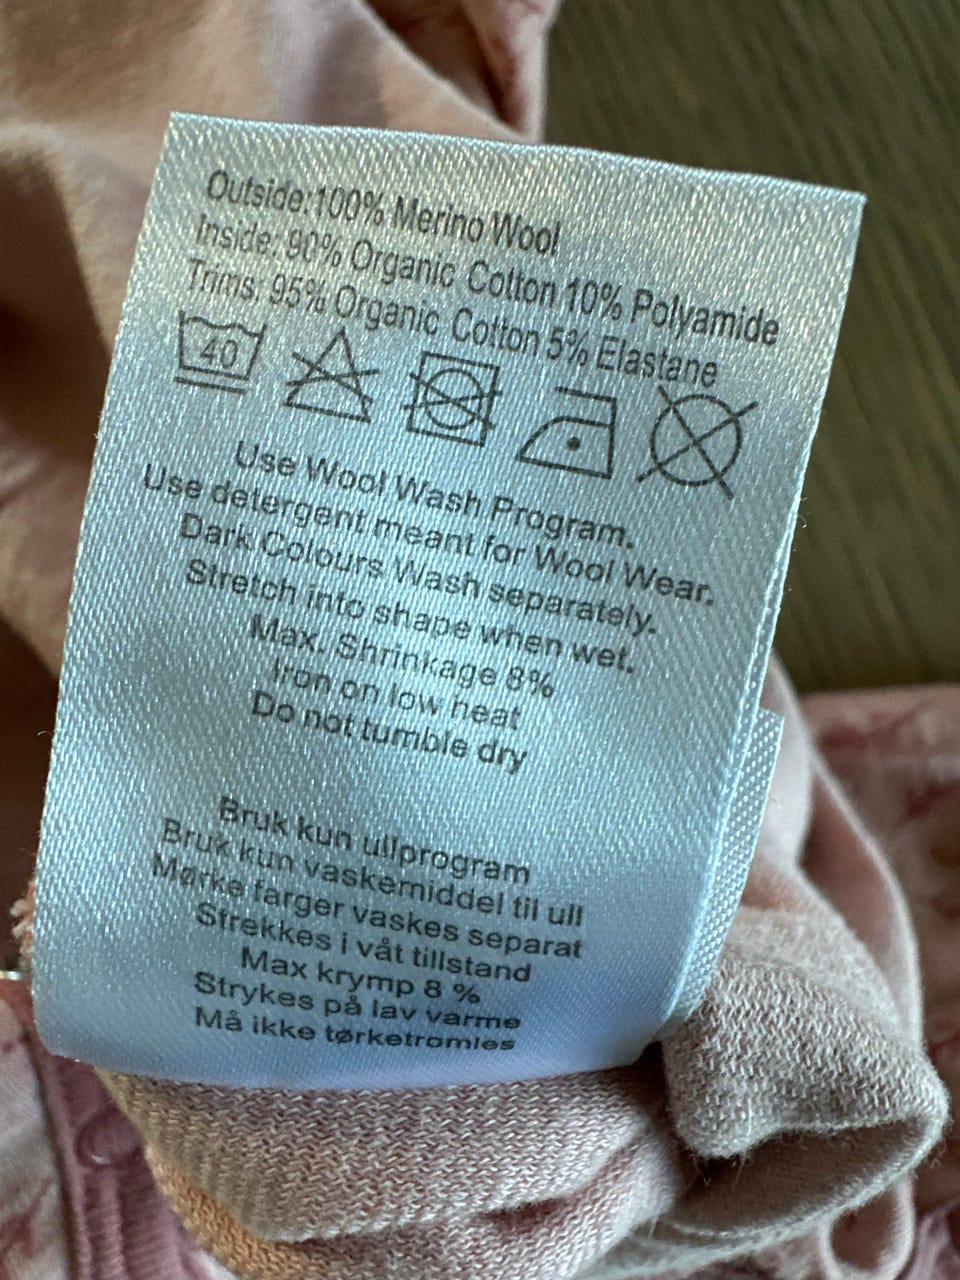 Outside:100% Merino Wool
Inside: 90% Organic Cotton 10% Polyamide
Trims: 95% Organic Cotton 5% Elastane
40
Use Wool Wash Program.
Use detergent meant for Wool Wear.
Dark Colours Wash separately.
Stretch into shape when wet.
Max. Shrinkage 8%
Iron on low heat
Do not tumble dry
Bruk kun ullprogram
Bruk kun vaskemiddel til ull
Mørke farger vaskes separat
Strekkes i våt tillstand
Max krymp 8 %
Strykes på lav varme
Må ikke tørketromles